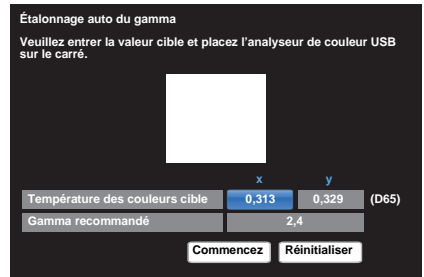 Étalonnage auto du gamma
Veuillez entrer la valeur cible et placez l'analyseur de couleur USB
sur le carré.
x y
Température des couleurs cible 0,313 0,329 (D65)
Gamma recommandé 2,4
Commencez Réinitialiser